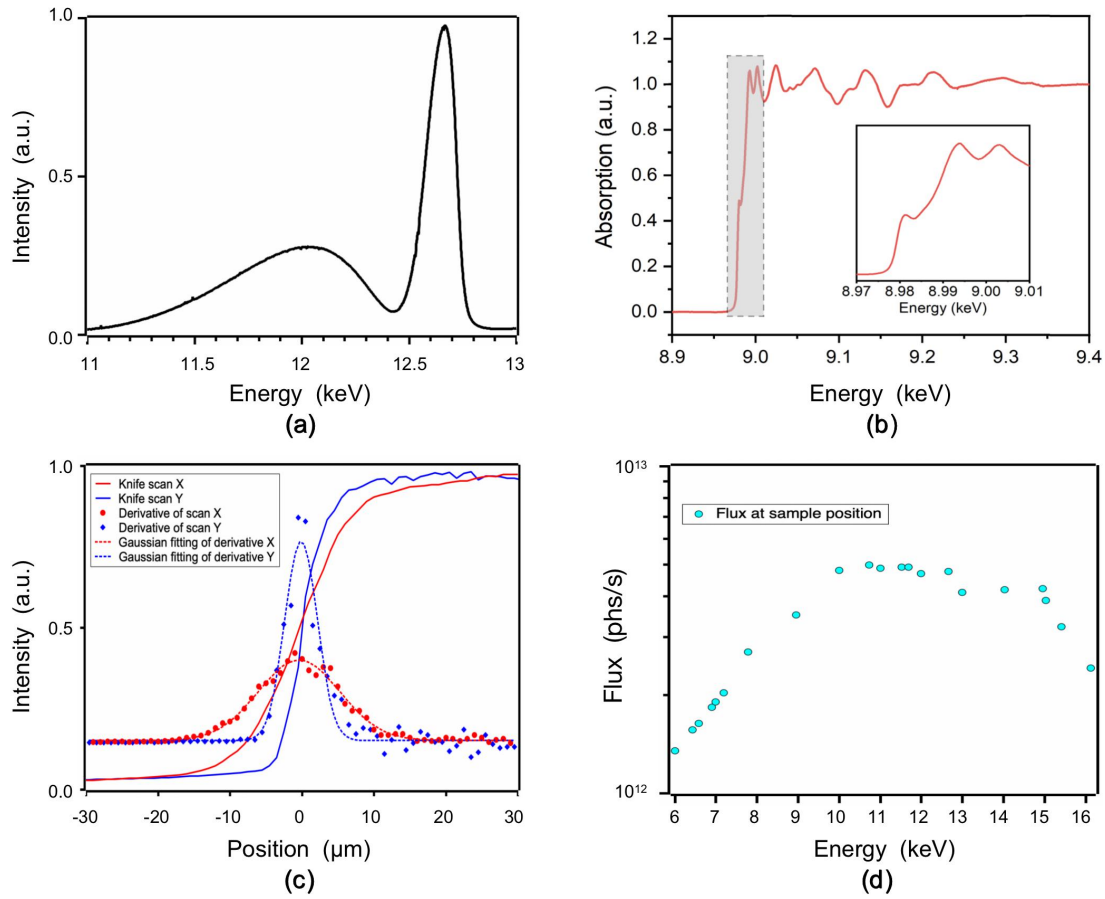 1.0
0.5
0.0
Intensity (a.u.)
11
11.5
12
12.5
13
Energy (keV)
(a)
1.2
1.0
0.8
0.6
0.4
0.2
0.0
Absorption (a.u.)
8.97
8.98
8.99
9.00
9.01
Energy (keV)
8.9
9.0
9.1
9.2
9.3
9.4
Energy (keV)
(b)
1.0
0.5
0.0
Intensity (a.u.)
Knife scan X
Knife scan Y
Derivative of scan X
Derivative of scan Y
Gaussian fitting of derivative X
Gaussian fitting of derivative Y
-30
-20
-10
0
10
20
30
Position (μm)
(c)
10¹³
10¹²
Flux (phs/s)
Flux at sample position
6
7
8
9
10
11
12
13
14
15
16
Energy (keV)
(d)